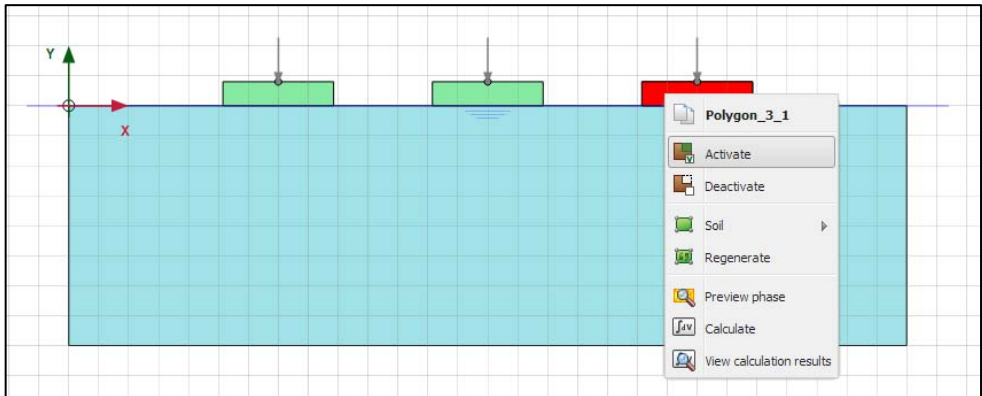 Y
X
Polygon_3_1
Activate
Deactivate
Soil
Regenerate
Preview phase
Calculate
View calculation results